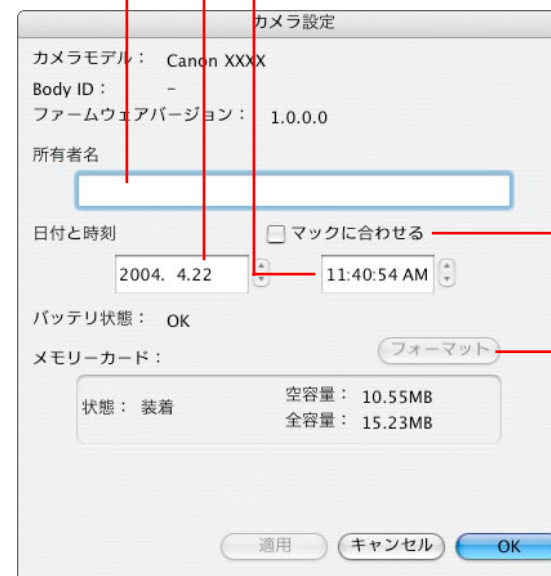 カメラ設定
カメラモデル： Canon XXXX
Body ID： –
ファームウェアバージョン： 1.0.0.0
所有者名
日付と時刻 マックに合わせる
2004. 4.22 11:40:54 AM
バッテリ状態： OK
メモリーカード： フォーマット
状態： 装着 空容量： 10.55MB
全容量： 15.23MB
適用 キャンセル OK